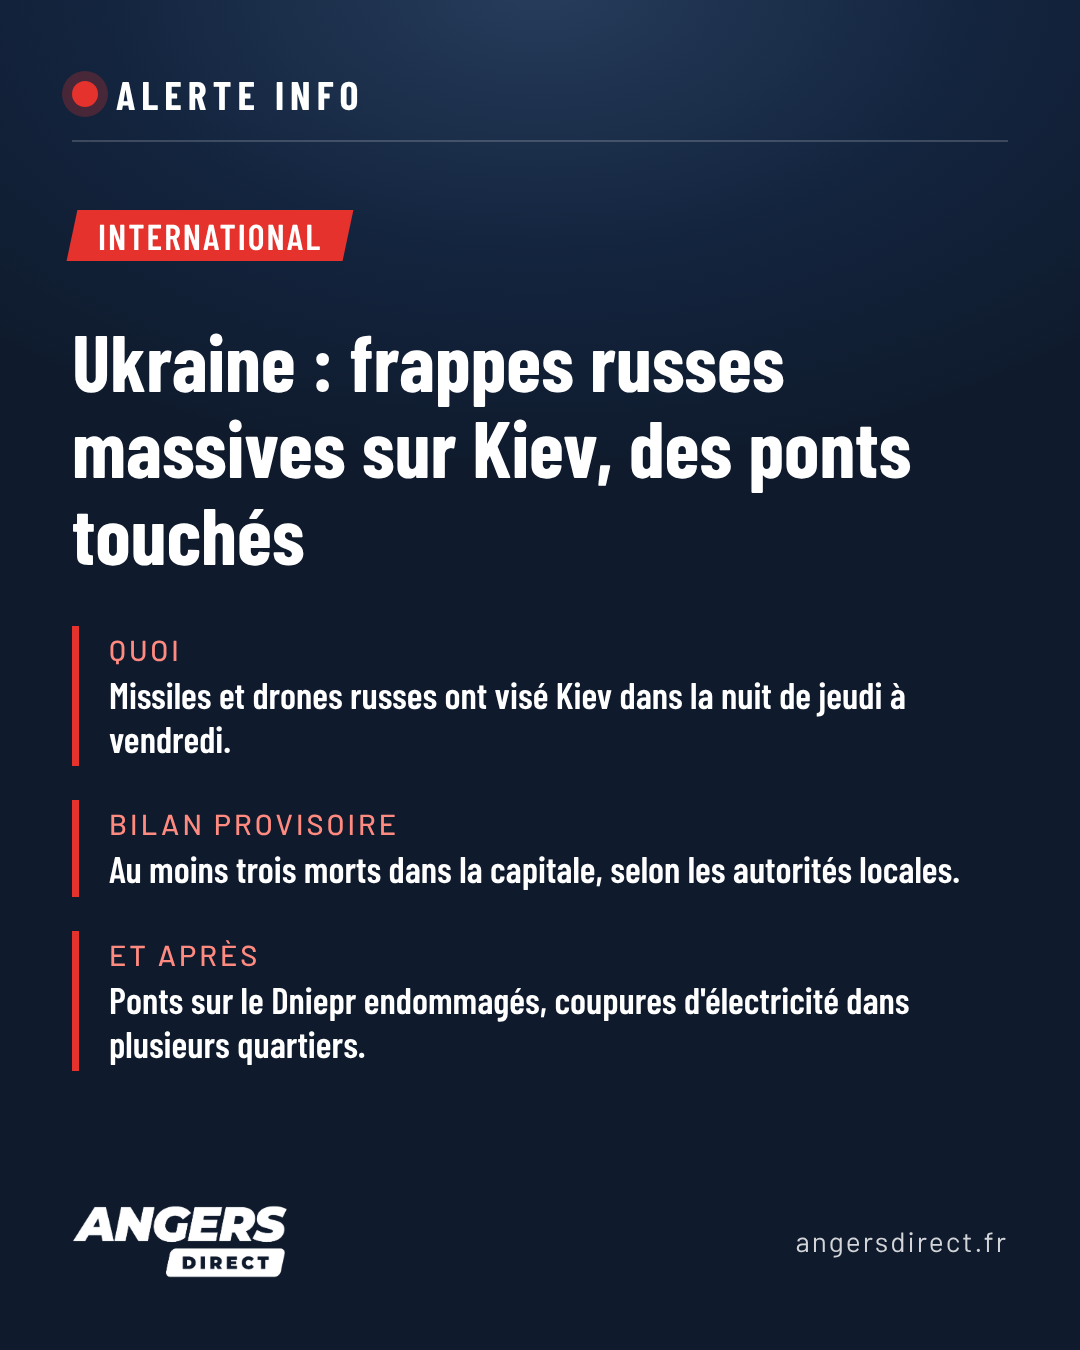 ALERTE INFO
INTERNATIONAL
Ukraine : frappes russes
massives sur Kiev, des ponts
touchés
QUOI
Missiles et drones russes ont visé Kiev dans la nuit de jeudi à
vendredi.
BILAN PROVISOIRE
Au moins trois morts dans la capitale, selon les autorités locales.
ET APRÈS
Ponts sur le Dniepr endommagés, coupures d'électricité dans
plusieurs quartiers.
ANGERS
DIRECT
angersdirect.fr